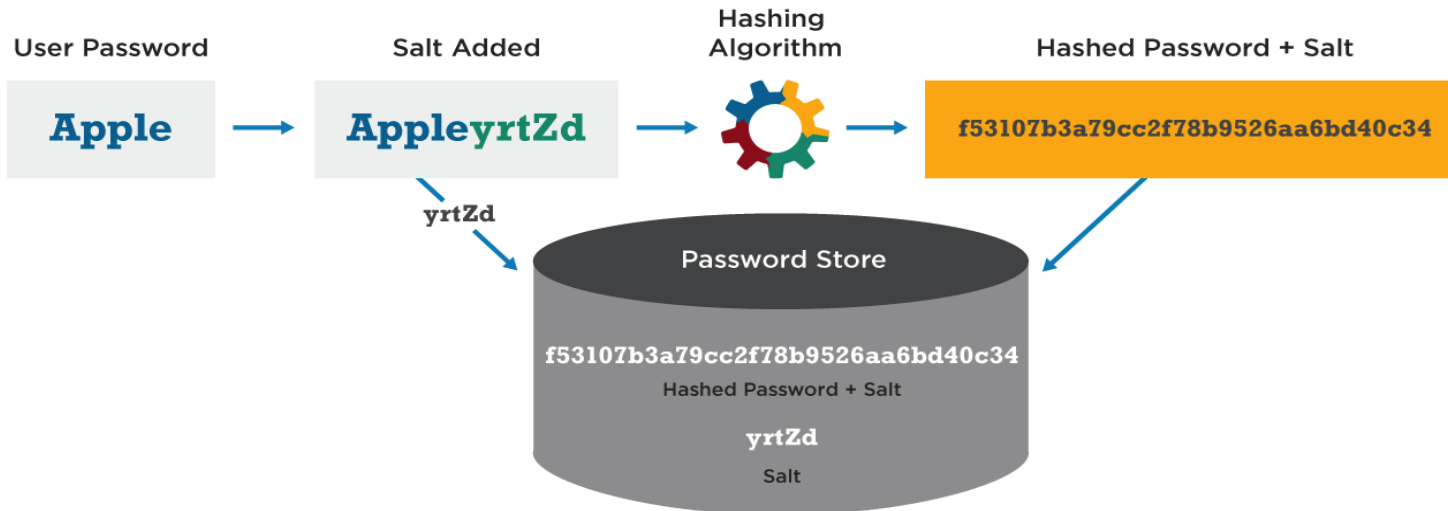 User Password
Salt Added
Hashing
Algorithm
Hashed Password + Salt
Apple
AppleyrtZd
f53107b3a79cc2f78b9526aa6bd40c34
yrtZd
Password Store
f53107b3a79cc2f78b9526aa6bd40c34
Hashed Password + Salt
yrtZd
Salt